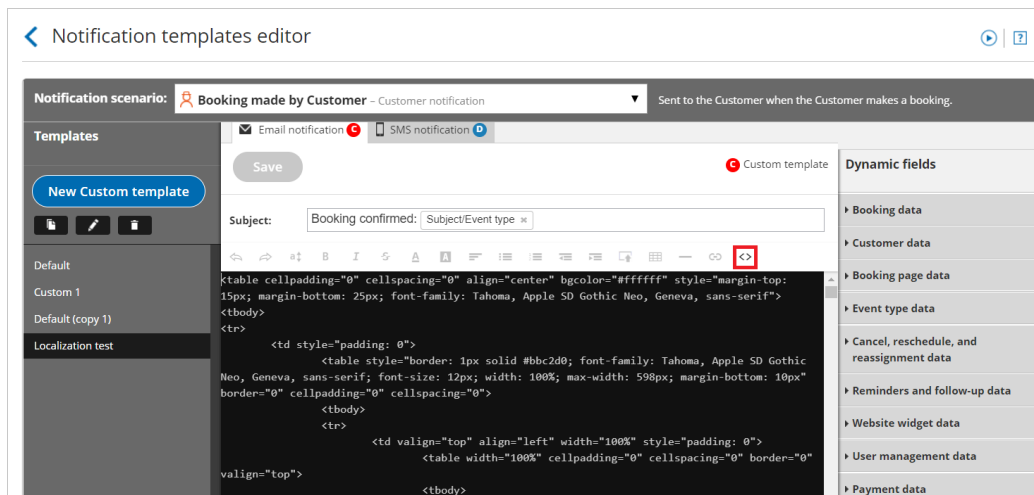 Notification templates editor
?
Notification scenario:
Booking made by Customer – Customer notification
Sent to the Customer when the Customer makes a booking.
Templates
New Custom template
Default
Custom 1
Default (copy 1)
Localization test
Email notification C
SMS notification D
Save
C Custom template
Subject:
Booking confirmed: Subject/Event type ×
<table cellpadding="0" cellspacing="0" align="center" bgcolor="#ffffff" style="margin-top:
15px; margin-bottom: 25px; font-family: Tahoma, Apple SD Gothic Neo, Geneva, sans-serif">
<tbody>
<tr>
<td style="padding: 0">
<table style="border: 1px solid #bbc2d0; font-family: Tahoma, Apple SD Gothic
Neo, Geneva, sans-serif; font-size: 12px; width: 100%; max-width: 598px; margin-bottom: 10px"
border="0" cellpadding="0" cellspacing="0">
<tbody>
<tr>
<td valign="top" align="left" width="100%" style="padding: 0">
<table width="100%" cellpadding="0" cellspacing="0" border="0"
valign="top">
<tbody>
Dynamic fields
Booking data
Customer data
Booking page data
Event type data
Cancel, reschedule, and
reassignment data
Reminders and follow-up data
Website widget data
User management data
Payment data